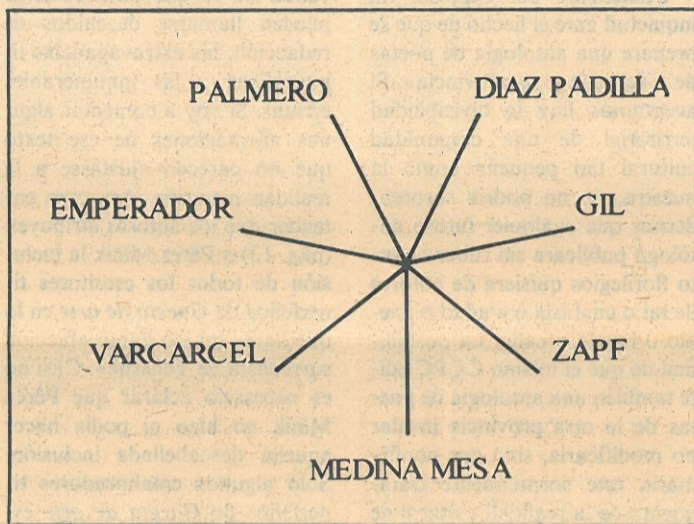 PALMERO
DIAZ PADILLA
EMPERADOR
GIL
VARCARCEL
ZAPF
MEDINA MESA